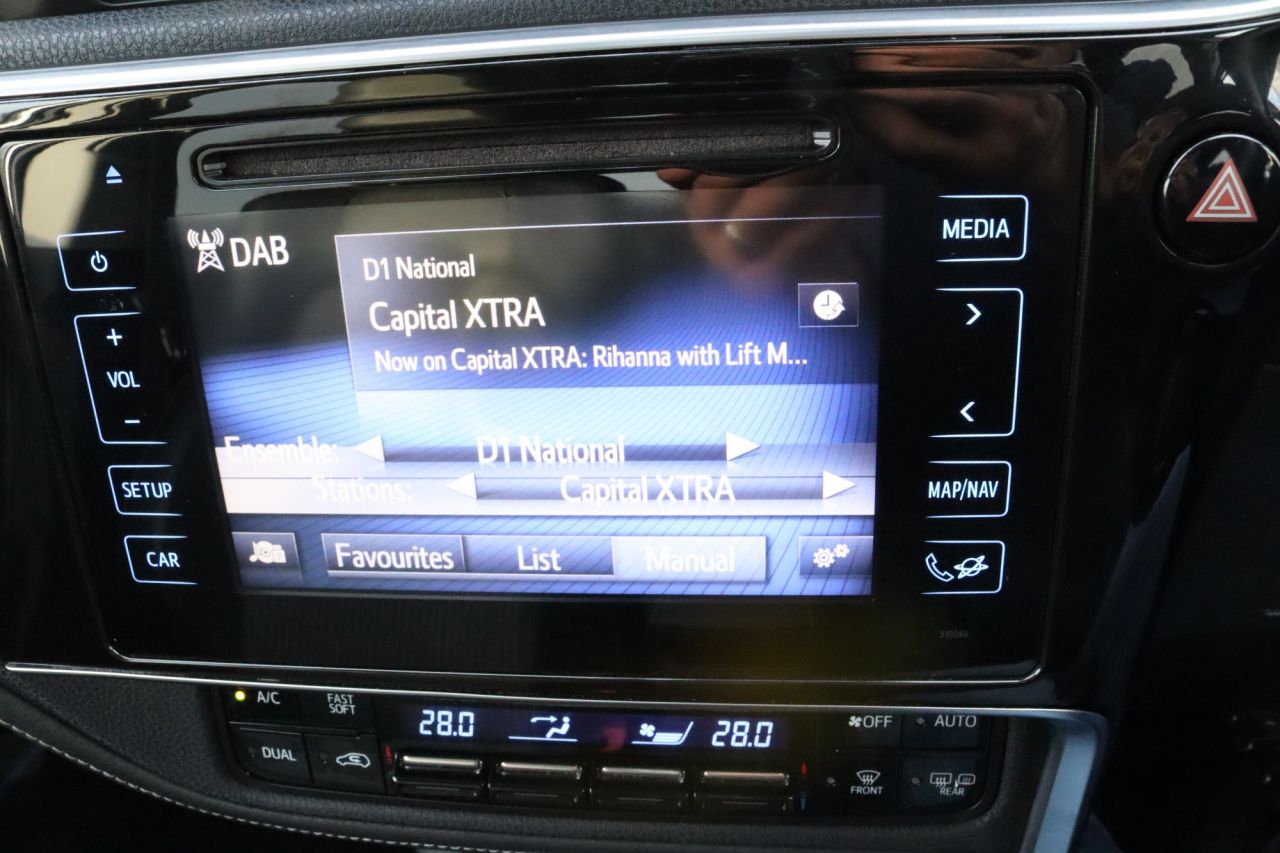 DAB
D1 National
Capital XTRA
Now on Capital XTRA: Rihanna with Lift M...
Ensemble: D1 National
Stations: Capital XTRA
Favourites List Manual
+
VOL
-
SETUP
CAR
MEDIA
>
<
MAP/NAV
510086
A/C
FAST
SOFT
28.0
28.0
OFF
AUTO
DUAL
FRONT
REAR